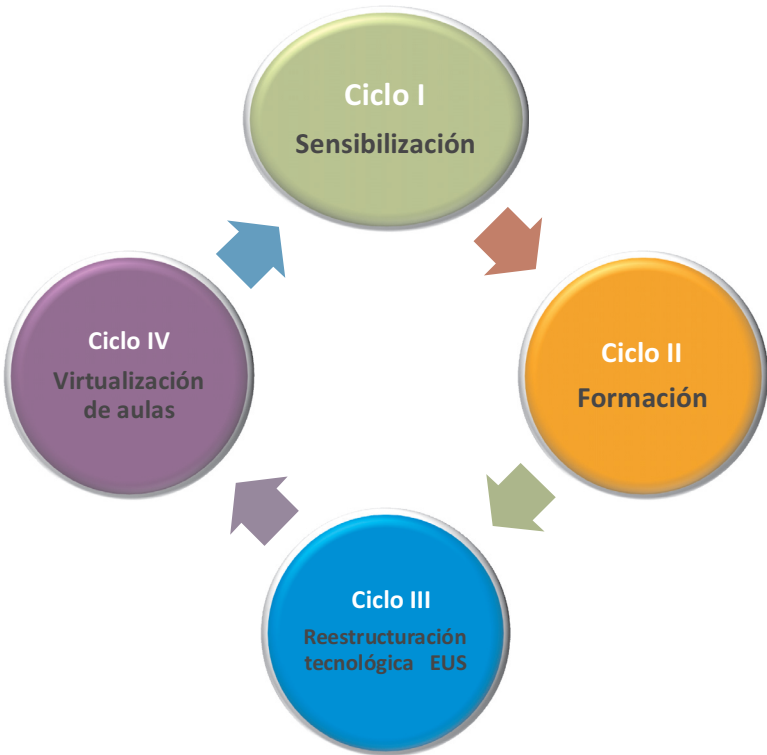 Ciclo I
Sensibilización
Ciclo II
Formación
Ciclo III
Reestructuración
tecnológica EUS
Ciclo IV
Virtualización
de aulas